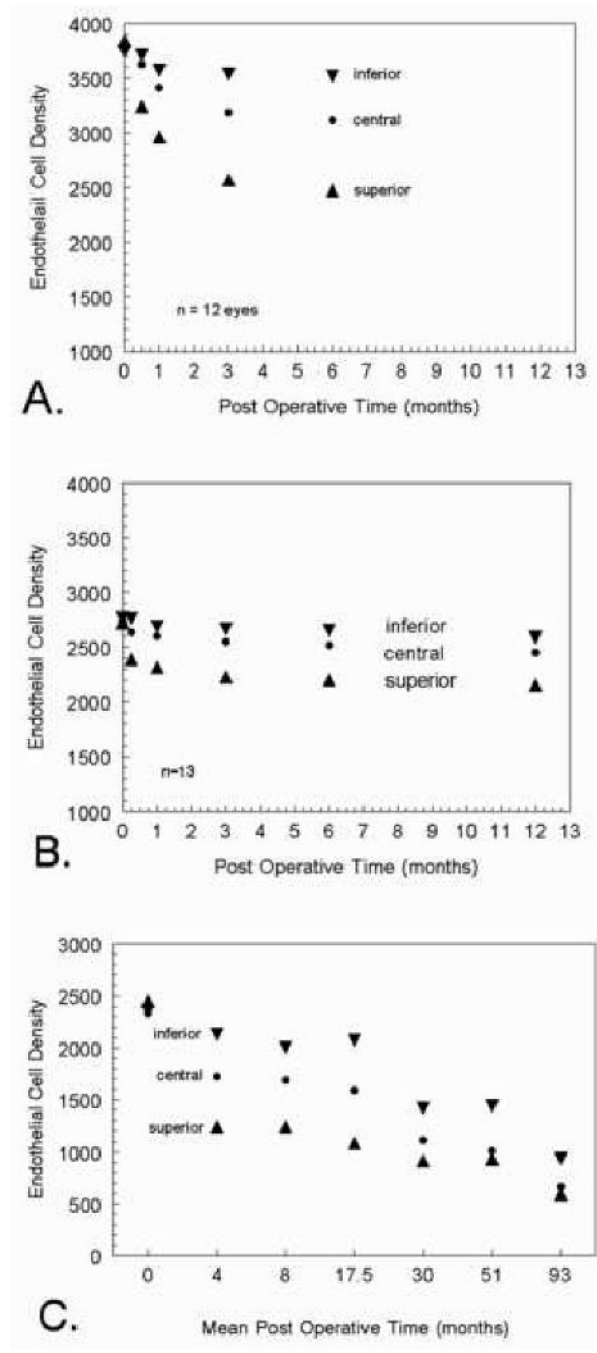 4000
3500
3000
2500
2000
1500
1000
Endothelail Cell Density
inferior
central
superior
n = 12 eyes
0 1 2 3 4 5 6 7 8 9 10 11 12 13
Post Operative Time (months)
A.
4000
3500
3000
2500
2000
1500
1000
Endothelial Cell Density
inferior
central
superior
n=13
0 1 2 3 4 5 6 7 8 9 10 11 12 13
Post Operative Time (months)
B.
3000
2500
2000
1500
1000
500
0
Endothelial Cell Density
inferior
central
superior
0 4 8 17.5 30 51 93
Mean Post Operative Time (months)
C.